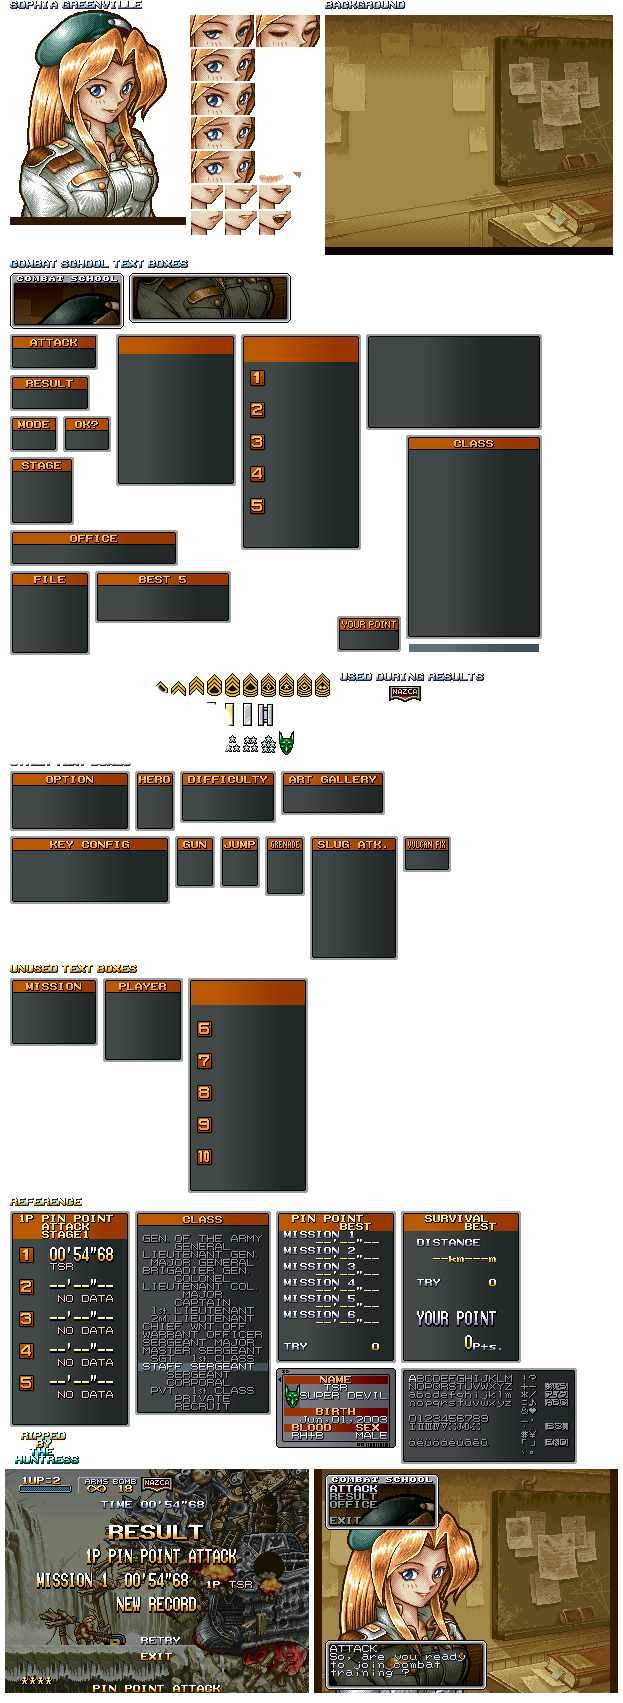 SOPHIA GREENVILLE
BACKGROUND
COMBAT SCHOOL TEXT BOXES
COMBAT SCHOOL
ATTACK
RESULT
MODE
OK?
STAGE
OFFICE
FILE
BEST 5
1
2
3
4
5
CLASS
YOUR POINT
USED DURING RESULTS
NAZCA
OTHER TEXT BOXES
OPTION
HERO
DIFFICULTY
ART GALLERY
KEY CONFIG
GUN
JUMP
GRENADE
SLUG ATK.
VULCAN FIX
UNUSED TEXT BOXES
MISSION
PLAYER
6
7
8
9
10
REFERENCE
1P PIN POINT
ATTACK
STAGE1
1 00'54"68
TSR
2 --'--"--
NO DATA
3 --'--"--
NO DATA
4 --'--"--
NO DATA
5 --'--"--
NO DATA
CLASS
GEN. OF THE ARMY
GENERAL
LIEUTENANT GEN.
MAJOR GENERAL
BRIGADIER GEN.
COLONEL
LIEUTENANT COL.
MAJOR
CAPTAIN
1st LIEUTENANT
2nd LIEUTENANT
CHIEF WNT OFF
WARRANT OFFICER
SERGEANT MAJOR
MASTER SERGEANT
SGT 1st CLASS
STAFF SERGEANT
SERGEANT
CORPORAL
PVT 1st CLASS
PRIVATE
RECRUIT
PIN POINT
BEST
MISSION 1
--'--"--
MISSION 2
--'--"--
MISSION 3
--'--"--
MISSION 4
--'--"--
MISSION 5
--'--"--
MISSION 6
--'--"--
TRY 0
SURVIVAL
BEST
DISTANCE
--km---m
TRY 0
YOUR POINT
0Pts.
NAME
TSR
SUPER DEVIL
BIRTH
Jun.01.2003
BLOOD SEX
RH+B MALE
ABCDEFGHIJKLM !?
NOPQRSTUVWXYZ +-
abcdefghijklm
nopqrstuvwxyz
0123456789
RIPPED
BY
THE
HUNTRESS
1UP=2
ARMS BOMB
∞ 18
NAZCA
TIME 00'54"68
RESULT
1P PIN POINT ATTACK
MISSION 1 00'54"68 1P TSR
NEW RECORD
RETRY
EXIT
PIN POINT ATTACK
COMBAT SCHOOL
ATTACK
RESULT
OFFICE
EXIT
ATTACK
So, are you ready
to join combat
training ?